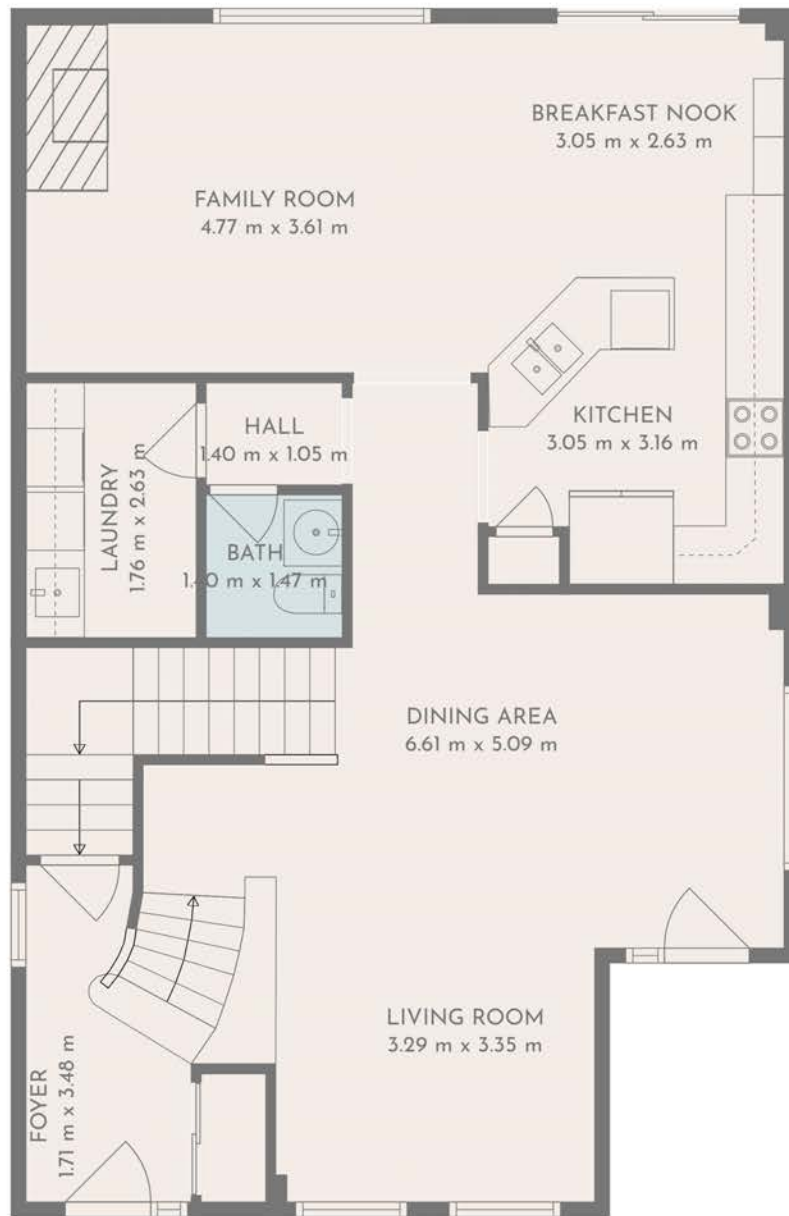 BREAKFAST NOOK
3.05 m x 2.63 m
FAMILY ROOM
4.77 m x 3.61 m
HALL
1.40 m x 1.05 m
KITCHEN
3.05 m x 3.16 m
LAUNDRY
1.76 m x 2.63 m
BATH
1.40 m x 1.47 m
DINING AREA
6.61 m x 5.09 m
LIVING ROOM
3.29 m x 3.35 m
FOYER
1.71 m x 3.48 m